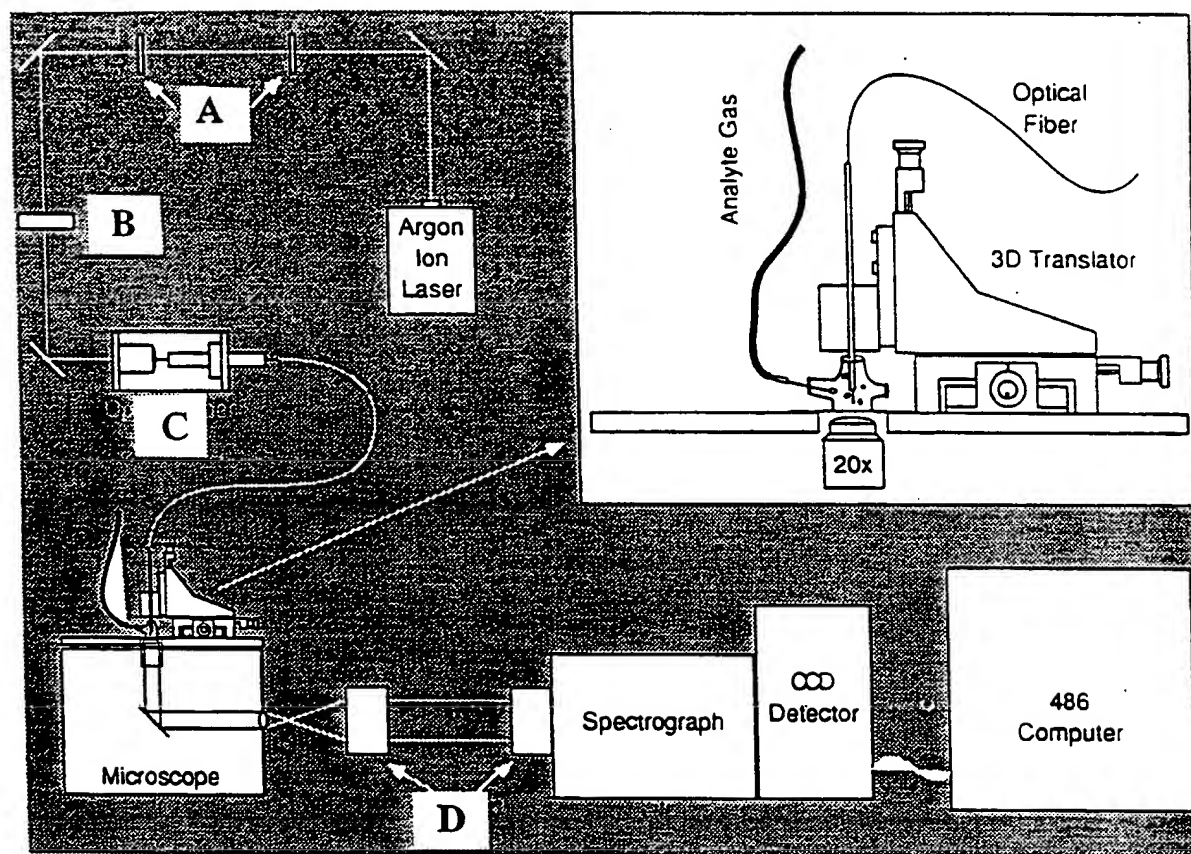 A
B
Argon
Ion
Laser
C
Analyte Gas
Optical
Fiber
3D Translator
20x
Microscope
D
Spectrograph
CCD
Detector
486
Computer